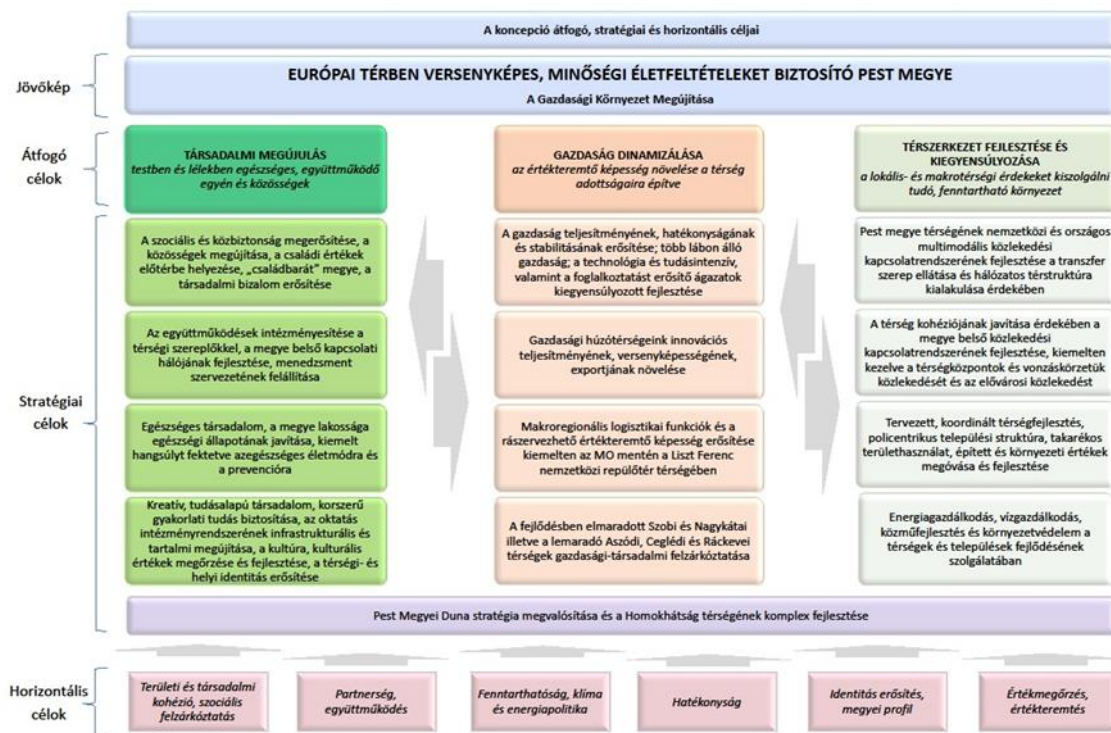 A koncepció átfogó, stratégiai és horizontális céljai
Jövőkép
EURÓPAI TÉRBEN VERSENYKÉPES, MINŐSÉGI ÉLETFELTÉTELEKET BIZTOSÍTÓ PEST MEGYE
A Gazdasági Környezet Megújítása
Átfogó
célok
TÁRSADALMI MEGÚJULÁS
testben és lélekben egészséges, együttműködő
egyén és közösségek
GAZDASÁG DINAMIZÁLÁSA
az értékteremtő képesség növelése a térség
adottságaira építve
TÉRSZERKEZET FEJLESZTÉSE ÉS
KIEGYENSÚLYOZÁSA
a lokális- és makrotérségi érdekeket kiszolgálni
tudó, fenntartható környezet
Stratégiai
célok
A szociális és közbiztonság megerősítése, a
közösségek megújítása, a családi értékek
előtérbe helyezése, „családbarát” megye, a
társadalmi bizalom erősítése
Az együttműködések intézményesítése a
térségi szereplőkkel, a megye belső kapcsolati
hálójának fejlesztése, menedzsment
szervezetének felállítása
Egészséges társadalom, a megye lakossága
egészségi állapotának javítása, kiemelt
hangsúlyt fektetve azegészséges életmódra és
a prevencióra
Kreatív, tudásalapú társadalom, korszerű
gyakorlati tudás biztosítása, az oktatás
intézményrendszerének infrastrukturális és
tartalmi megújítása, a kultúra, kulturális
értékek megőrzése és fejlesztése, a térségi- és
helyi identitás erősítése
A gazdaság teljesítményének, hatékonyságának
és stabilitásának erősítése; több lábon álló
gazdaság; a technológia és tudásintenzív,
valamint a foglalkoztatást erősítő ágazatok
kiegyensúlyozott fejlesztése
Gazdasági húzótérségeink innovációs
teljesítményének, versenyképességének,
exportjának növelése
Makroregionális logisztikai funkciók és a
rászervezhető értékteremtő képesség erősítése
kiemelten az MO mentén a Liszt Ferenc
nemzetközi repülőtér térségében
A fejlődésben elmaradott Szobi és Nagykátai
illetve a lemaradó Aszódi, Ceglédi és Ráckevei
térségek gazdasági-társadalmi felzárkóztatása
Pest megye térségének nemzetközi és országos
multimodális közlekedési
kapcsolatrendszerének fejlesztése a transzfer
szerep ellátása és hálózatos térstruktúra
kialakulása érdekében
A térség kohéziójának javítása érdekében a
megye belső közlekedési
kapcsolatrendszerének fejlesztése, kiemelten
kezelve a térségközpontok és vonzáskörzetük
közlekedését és az elővárosi közlekedést
Tervezett, koordinált térségfejlesztés,
policentrikus települési struktúra, takarékos
területhasználat, épített és környezeti értékek
megóvása és fejlesztése
Energiagazdálkodás, vízgazdálkodás,
közműfejlesztés és környezetvédelem a
térségek és települések fejlődésének
szolgálatában
Pest Megyei Duna stratégia megvalósítása és a Homokhátság térségének komplex fejlesztése
Horizontális
célok
Területi és társadalmi
kohézió, szociális
felzárkóztatás
Partnerség,
együttműködés
Fenntarthatóság, klíma
és energiapolitika
Hatékonyság
Identitás erősítés,
megyei profil
Értékmegőrzés,
értékteremtés